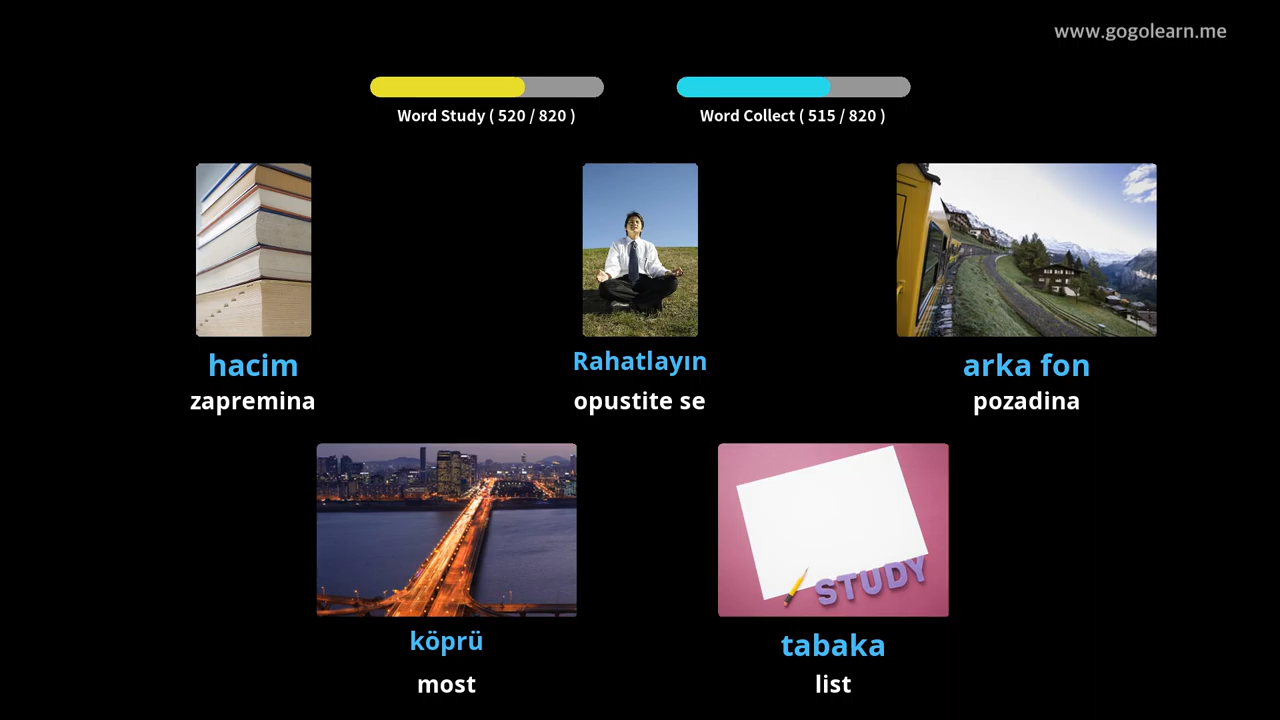 www.gogolearn.me
Word Study ( 520 / 820 )
Word Collect ( 515 / 820 )
hacim
zapremina
Rahatlayın
opustite se
arka fon
pozadina
STUDY
köprü
most
tabaka
list